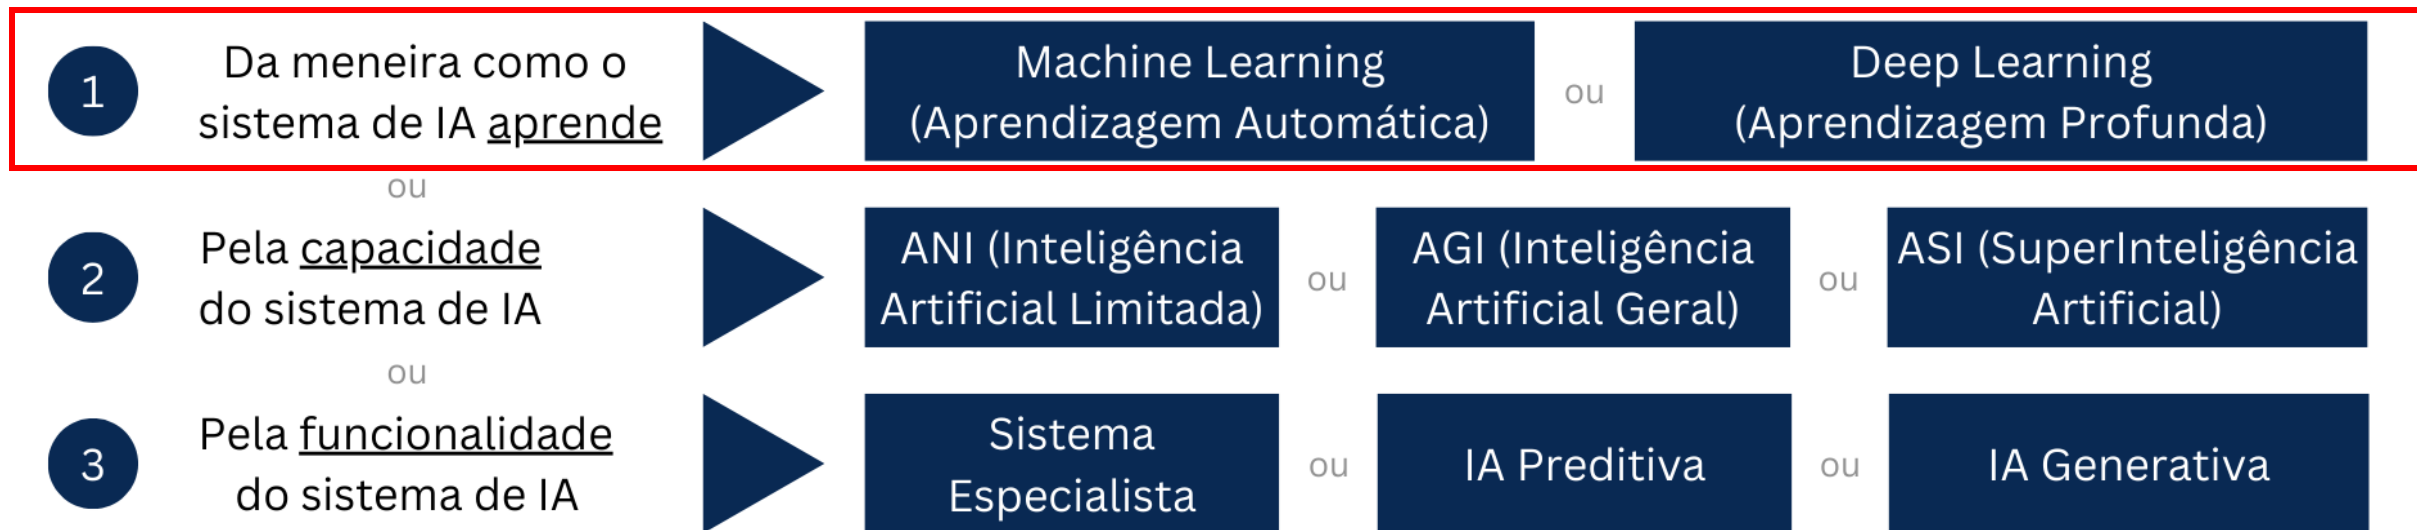 1
Da meneira como o
sistema de IA aprende
Machine Learning
(Aprendizagem Automática)
ou
Deep Learning
(Aprendizagem Profunda)
ou
2
Pela capacidade
do sistema de IA
ANI (Inteligência
Artificial Limitada)
ou
AGI (Inteligência
Artificial Geral)
ou
ASI (SuperInteligência
Artificial)
ou
3
Pela funcionalidade
do sistema de IA
Sistema
Especialista
ou
IA Preditiva
ou
IA Generativa